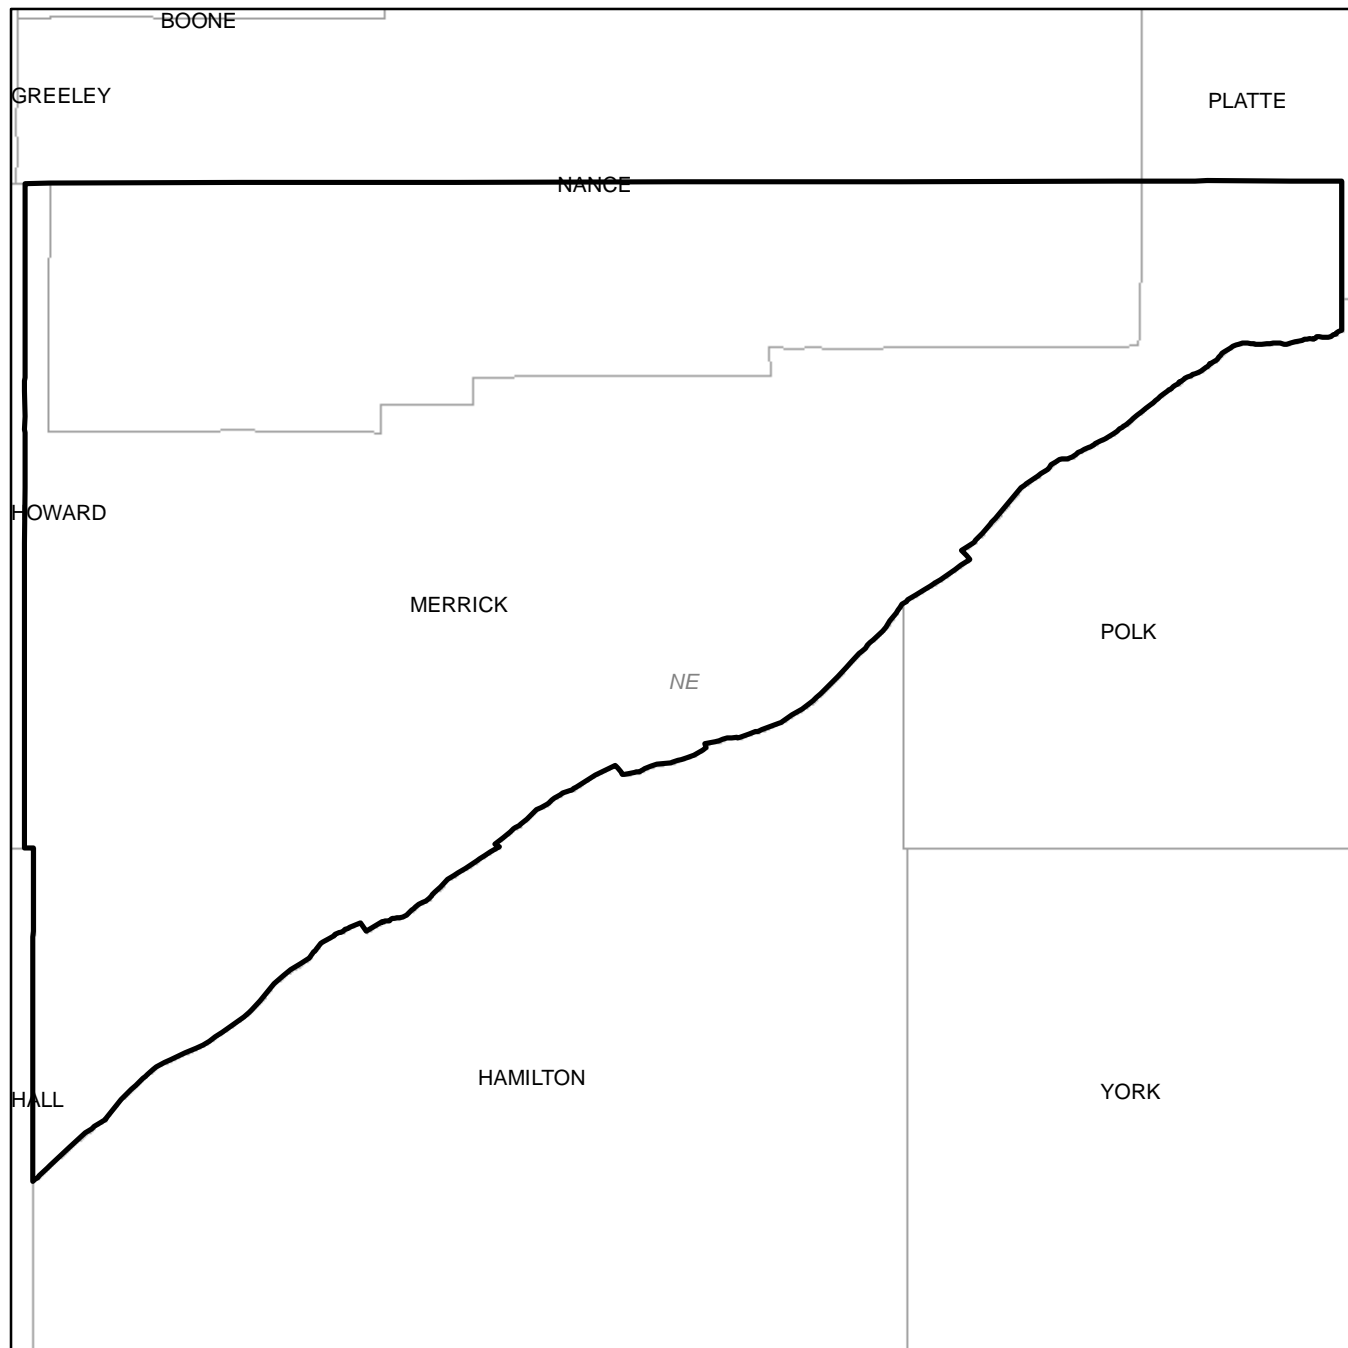 BOONE
GREELEY
PLATTE
NANCE
HOWARD
MERRICK
POLK
NE
HAMILTON
YORK
HALL